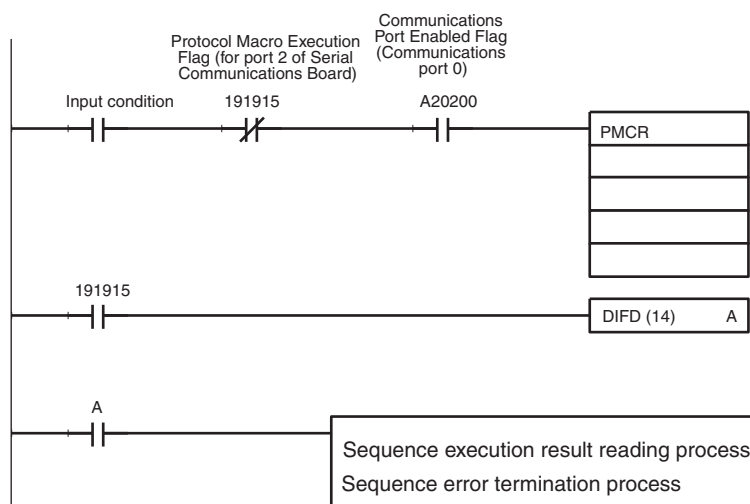 Communications
Port Enabled Flag
(Communications
port 0)
Protocol Macro Execution
Flag (for port 2 of Serial
Communications Board)
Input condition
191915
A20200
PMCR
191915
DIFD (14) A
A
Sequence execution result reading process
Sequence error termination process